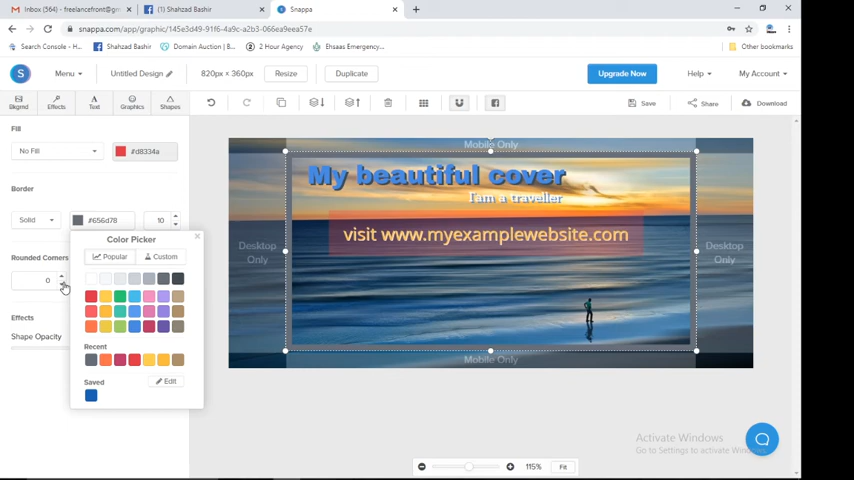 Inbox (564) - freelancefront@gm
(1) Shahzad Bashir
Snappa
snappa.com/app/graphic/145e3d49-91f6-4a9c-a2b3-066ea9eea57e
Search Console - H...
Shahzad Bashir
Domain Auction | B...
2 Hour Agency
Ehsaas Emergency...
Other bookmarks
Menu
Untitled Design
820px × 360px
Resize
Duplicate
Upgrade Now
Help
My Account
Bkgrnd
Effects
Text
Graphics
Shapes
Save
Share
Download
Fill
No Fill
#d8334a
Border
Solid
#656d78
10
Color Picker
Popular
Custom
Rounded Corners
0
Effects
Shape Opacity
Recent
Saved
Edit
Mobile Only
My beautiful cover
I am a traveller
visit www.myexamplewebsite.com
Desktop Only
Desktop Only
Mobile Only
Activate Windows
Go to Settings to activate Windows.
115%
Fit